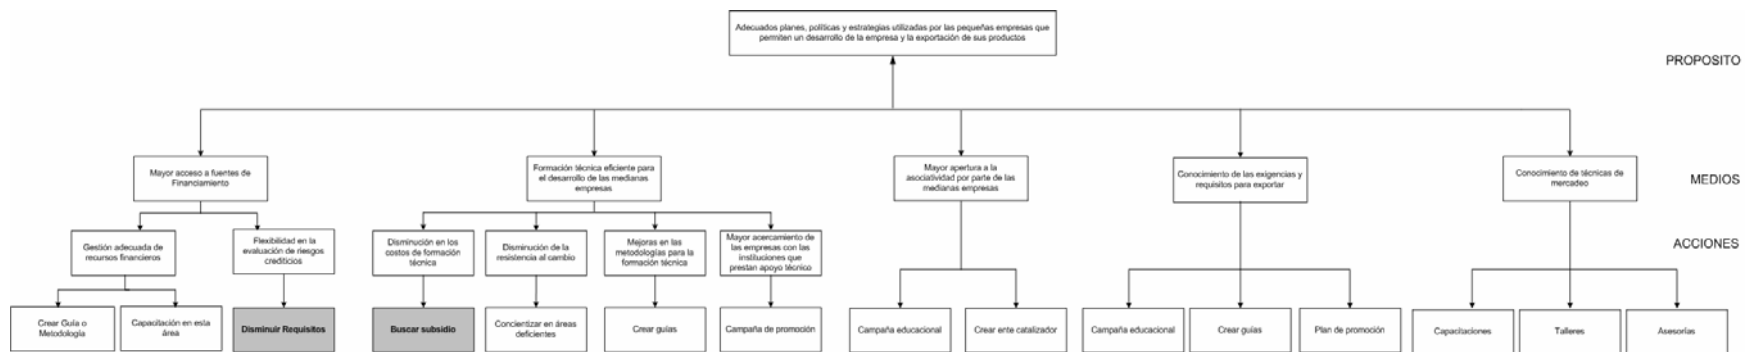 Adecuados planes, políticas y estrategias utilizadas por las pequeñas empresas que
permiten un desarrollo de la empresa y la exportación de sus productos
PROPOSITO
Mayor acceso a fuentes de
Financiamiento
Formación técnica eficiente para
el desarrollo de las medianas
empresas
Mayor apertura a la
asociatividad por parte de las
medianas empresas
Conocimiento de las exigencias y
requisitos para exportar
Conocimiento de técnicas de
mercadeo
MEDIOS
Gestión adecuada de
recursos financieros
Flexibilidad en la
evaluación de riesgos
crediticios
Disminución en los
costos de formación
técnica
Disminución de la
resistencia al cambio
Mejoras en las
metodologías para la
formación técnica
Mayor acercamiento de
las empresas con las
instituciones que
prestan apoyo técnico
ACCIONES
Crear Guía o
Metodología
Capacitación en esta
área
Disminuir Requisitos
Buscar subsidio
Concientizar en áreas
deficientes
Crear guías
Campaña de promoción
Campaña educacional
Crear ente catalizador
Campaña educacional
Crear guías
Plan de promoción
Capacitaciones
Talleres
Asesorías